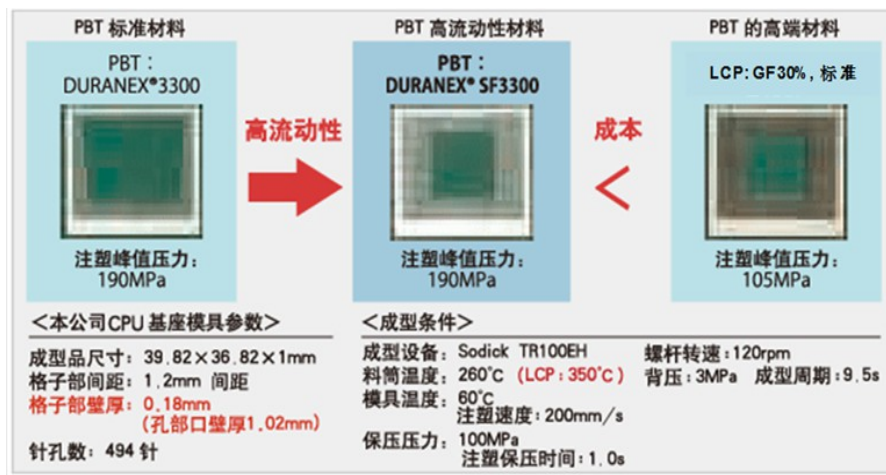 PBT 标准材料
PBT：
DURANEX®3300
注塑峰值压力：
190MPa
高流动性
PBT 高流动性材料
PBT：
DURANEX® SF3300
注塑峰值压力：
190MPa
成本
<
PBT 的高端材料
LCP: GF30%, 标准
注塑峰值压力：
105MPa
＜本公司CPU 基座模具参数＞
成型品尺寸：39.82×36.82×1mm
格子部间距：1.2mm 间距
格子部壁厚：0.18mm
(孔部口壁厚1.02mm)
针孔数：494 针
＜成型条件＞
成型设备：Sodick TR100EH
料筒温度：260℃ (LCP：350℃)
模具温度：60℃
注塑速度：200mm/s
保压压力：100MPa
注塑保压时间：1.0s
螺杆转速：120rpm
背压：3MPa 成型周期：9.5s